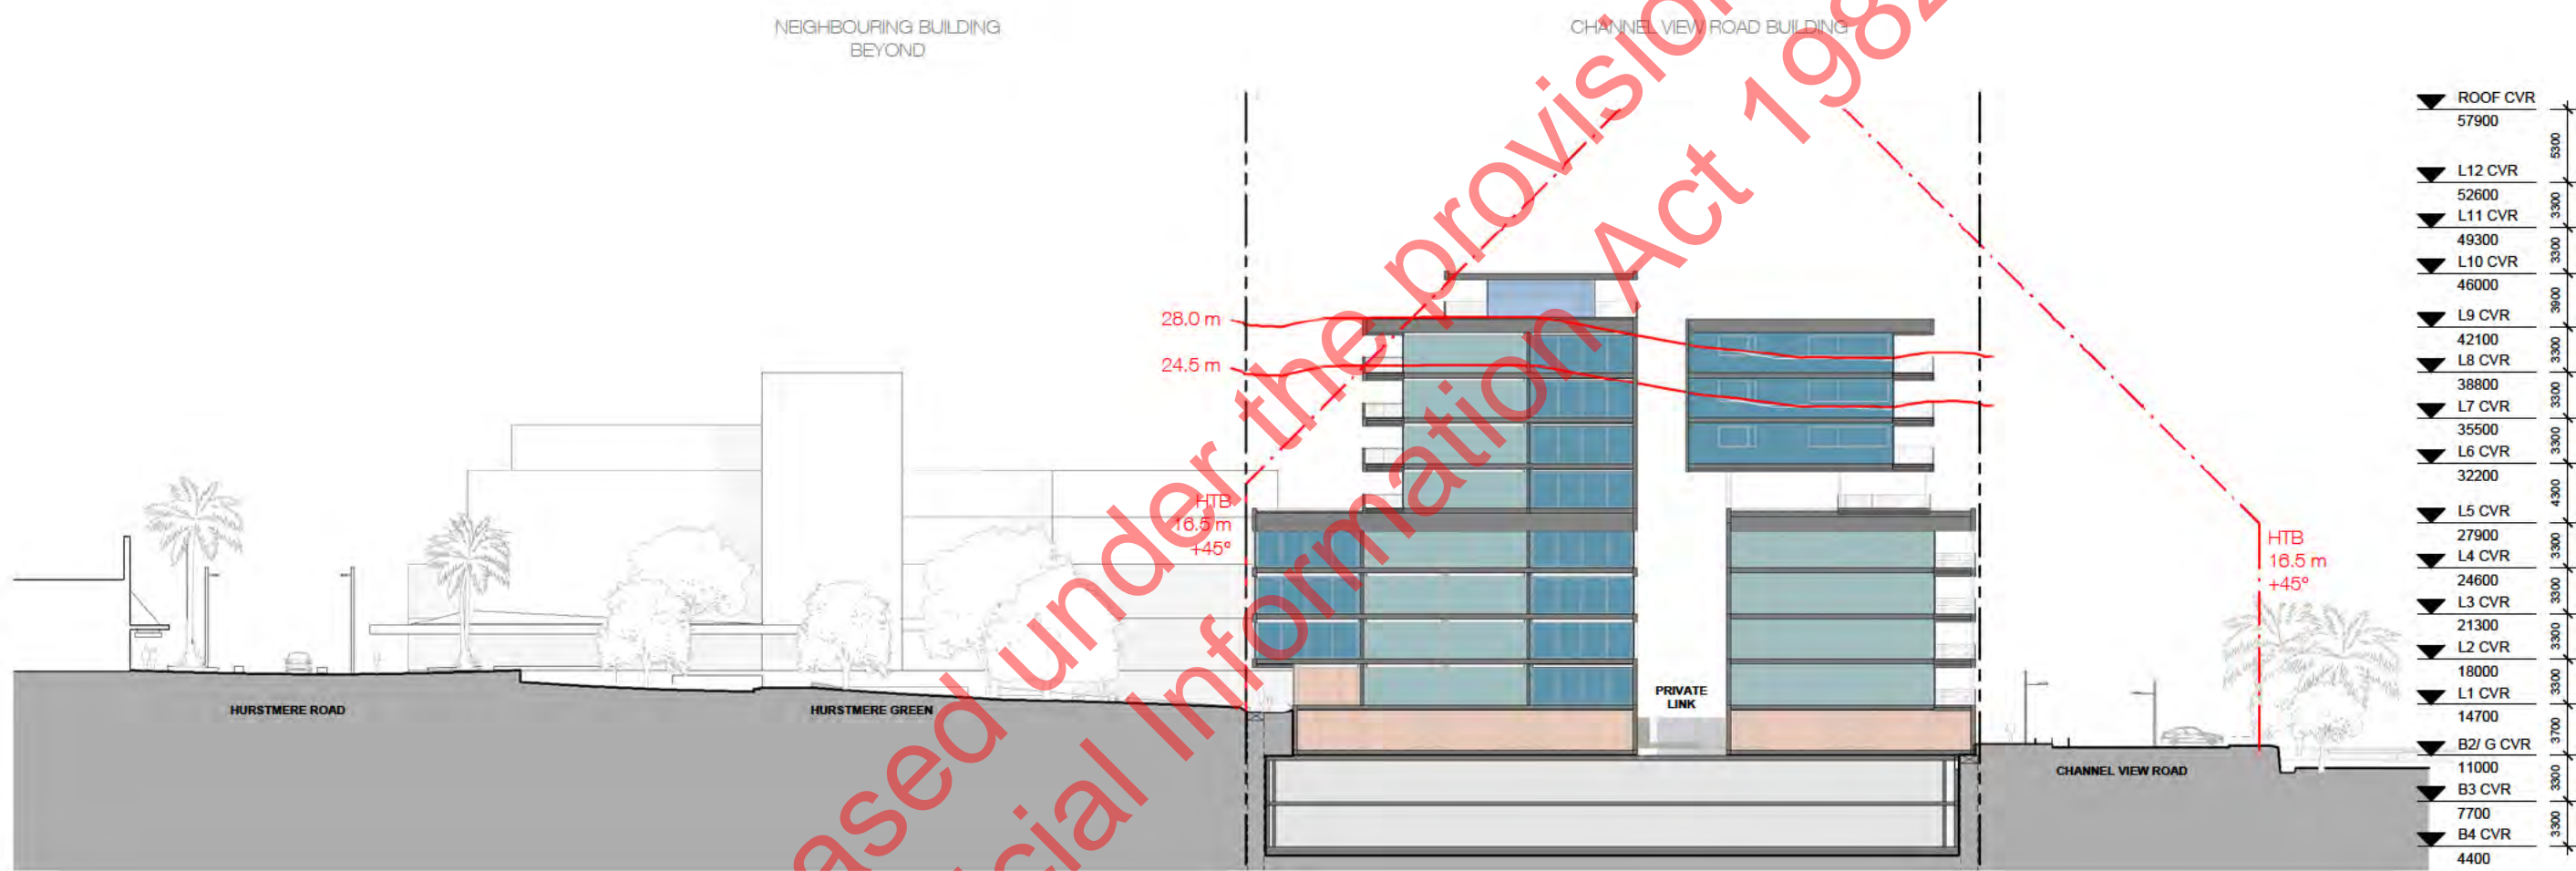 NEIGHBOURING BUILDING
BEYOND
CHANNEL VIEW ROAD BUILDING
28.0 m
24.5 m
HTB
16.5 m
+45°
HTB
16.5 m
+45°
HURSTMERE ROAD
HURSTMERE GREEN
PRIVATE
LINK
CHANNEL VIEW ROAD
ROOF CVR
57900
5300
L12 CVR
52600
3300
L11 CVR
49300
3300
L10 CVR
46000
3900
L9 CVR
42100
3300
L8 CVR
38800
3300
L7 CVR
35500
3300
L6 CVR
32200
4300
L5 CVR
27900
3300
L4 CVR
24600
3300
L3 CVR
21300
3300
L2 CVR
18000
3300
L1 CVR
14700
3700
B2/ G CVR
11000
3300
B3 CVR
7700
3300
B4 CVR
4400
ased under the provision
cial Information Act 1982